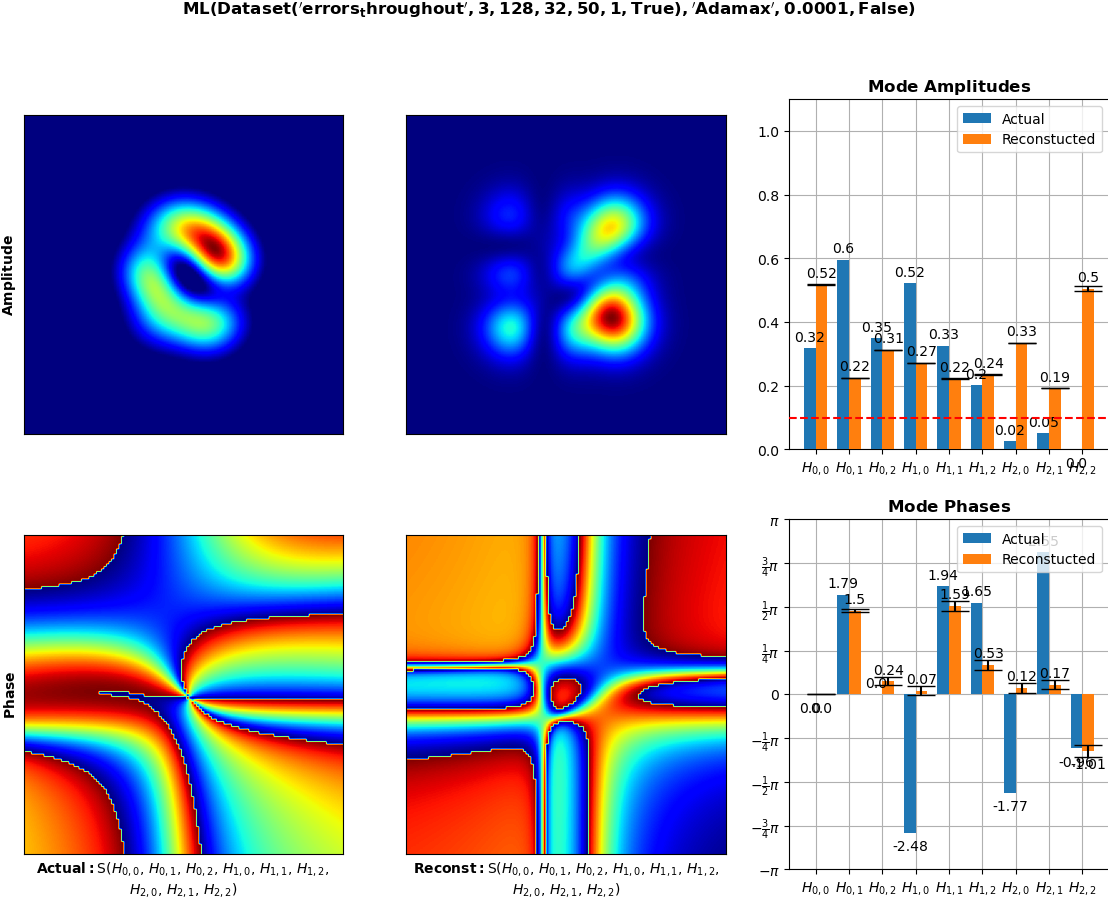 ML(Dataset('errors_throughout', 3, 128, 32, 50, 1, True), 'Adamax', 0.0001, False)
Mode Amplitudes
Actual
Reconstucted
1.0
0.8
0.6
0.4
0.2
0.0
0.32 0.52 0.6 0.22 0.35 0.31 0.52 0.27 0.33 0.22 0.2 0.24 0.02 0.33 0.05 0.19 0.0 0.5
H0,0 H0,1 H0,2 H1,0 H1,1 H1,2 H2,0 H2,1 H2,2
Amplitude
Mode Phases
Actual
Reconstucted
π
3/4π
1/2π
1/4π
0
−1/4π
−1/2π
−3/4π
−π
0.0 0.0 1.79 1.5 0.0 0.24 -2.48 0.07 1.94 1.59 1.65 0.53 -1.77 0.12 0.17 -1.01
H0,0 H0,1 H0,2 H1,0 H1,1 H1,2 H2,0 H2,1 H2,2
Phase
Actual: S(H0,0, H0,1, H0,2, H1,0, H1,1, H1,2,
H2,0, H2,1, H2,2)
Reconst: S(H0,0, H0,1, H0,2, H1,0, H1,1, H1,2,
H2,0, H2,1, H2,2)